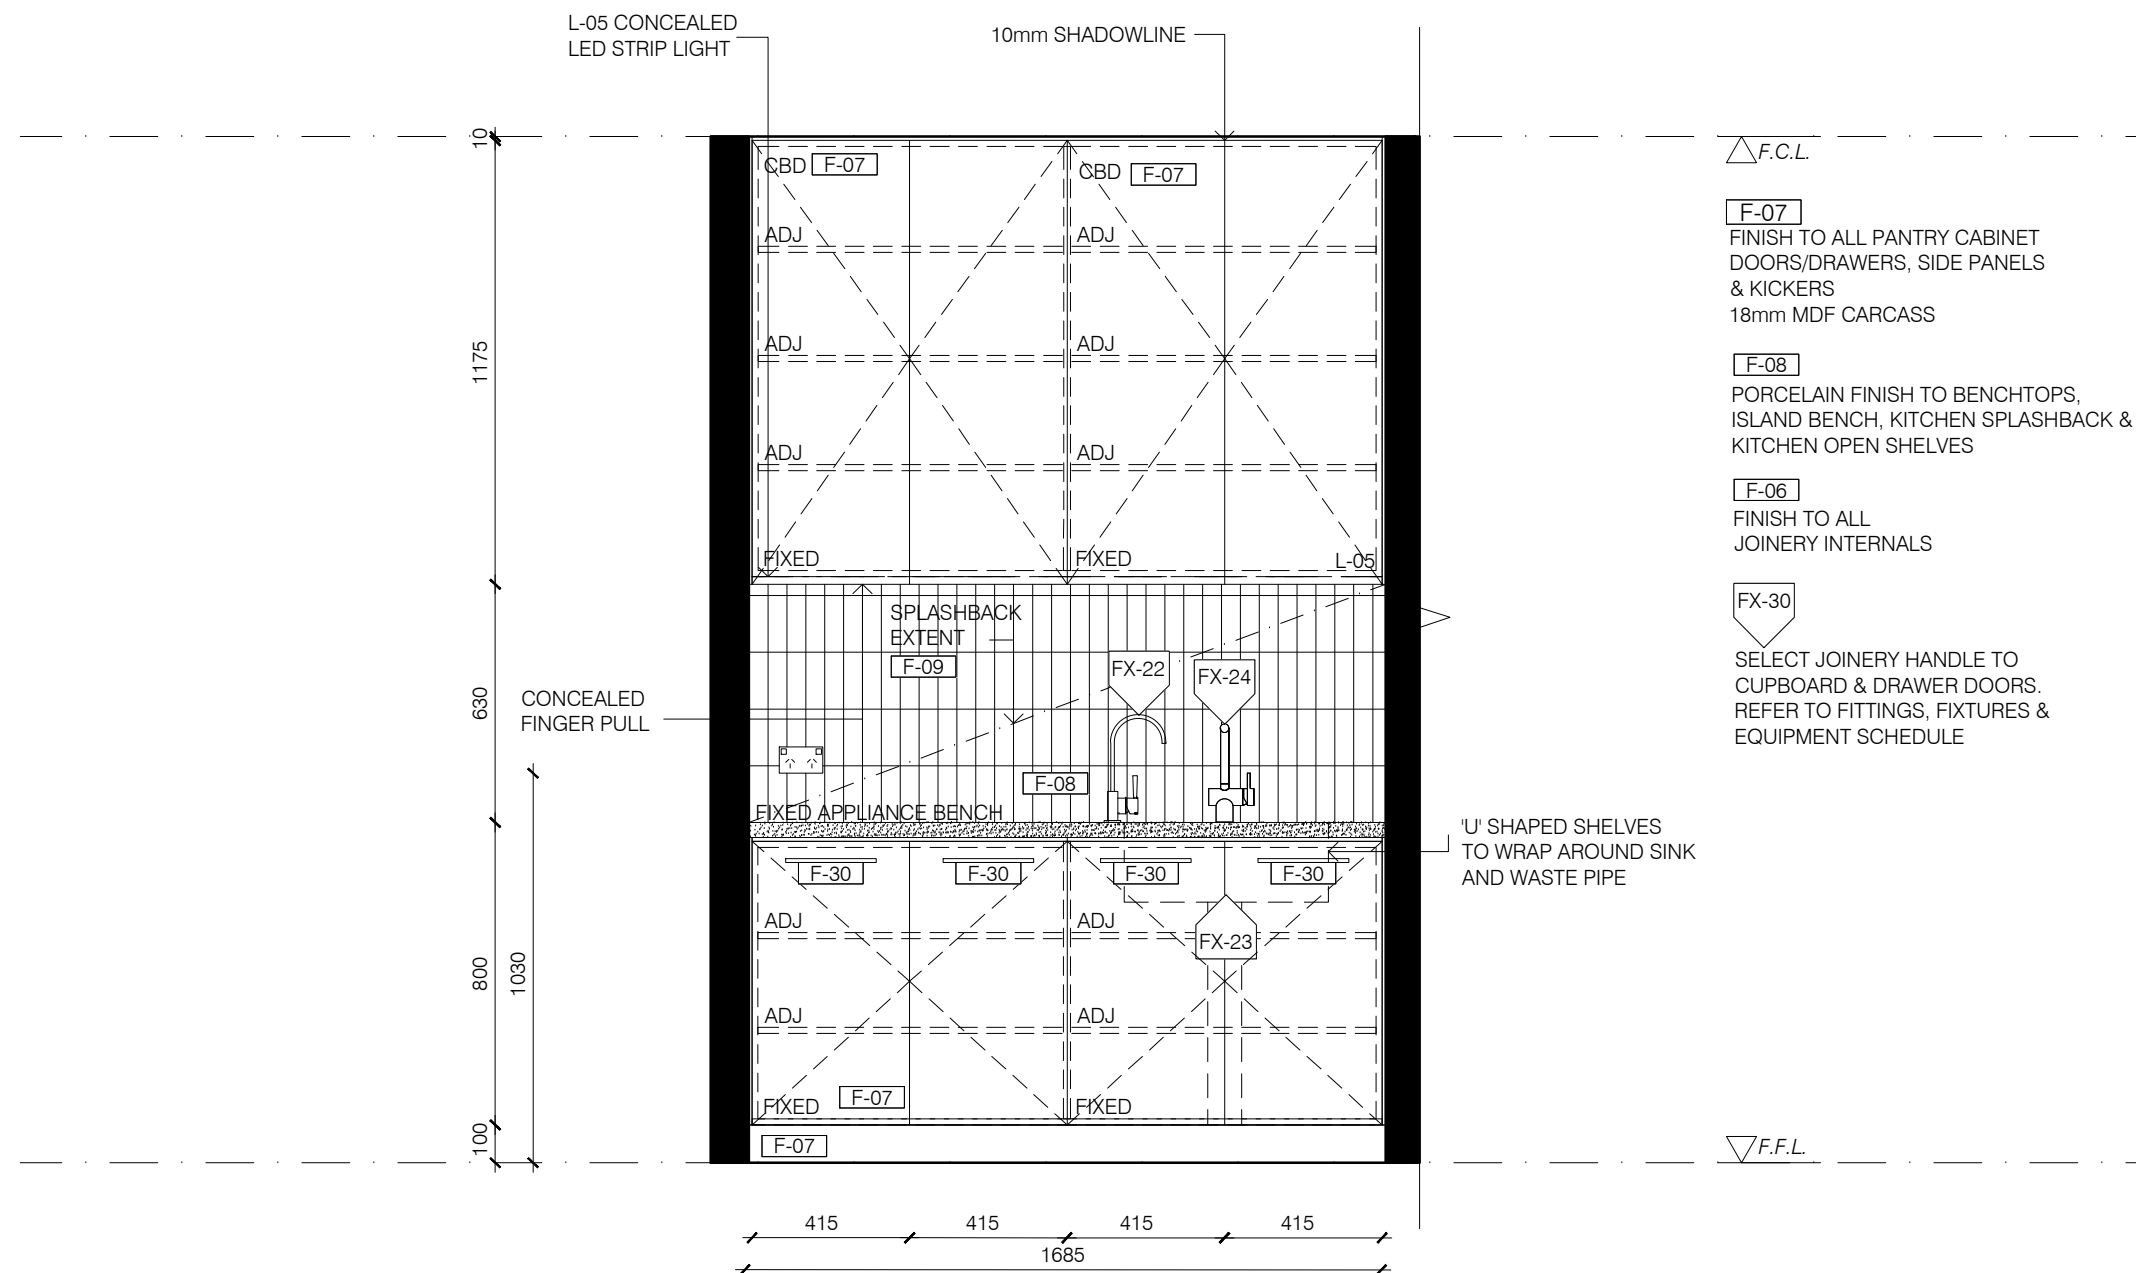 L-05 CONCEALED
LED STRIP LIGHT
10mm SHADOWLINE
10
1175
630
800
1030
100
CBD F-07
CBD F-07
ADJ
ADJ
ADJ
ADJ
ADJ
ADJ
FIXED
FIXED
L-05
SPLASHBACK
EXTENT
F-09
FX-22
FX-24
CONCEALED
FINGER PULL
F-08
FIXED APPLIANCE BENCH
F-30
F-30
F-30
F-30
'U' SHAPED SHELVES
TO WRAP AROUND SINK
AND WASTE PIPE
ADJ
ADJ
FX-23
ADJ
ADJ
F-07
FIXED
FIXED
F-07
415
415
415
415
1685
F.C.L.
F-07
FINISH TO ALL PANTRY CABINET
DOORS/DRAWERS, SIDE PANELS
& KICKERS
18mm MDF CARCASS
F-08
PORCELAIN FINISH TO BENCHTOPS,
ISLAND BENCH, KITCHEN SPLASHBACK &
KITCHEN OPEN SHELVES
F-06
FINISH TO ALL
JOINERY INTERNALS
FX-30
SELECT JOINERY HANDLE TO
CUPBOARD & DRAWER DOORS.
REFER TO FITTINGS, FIXTURES &
EQUIPMENT SCHEDULE
F.F.L.